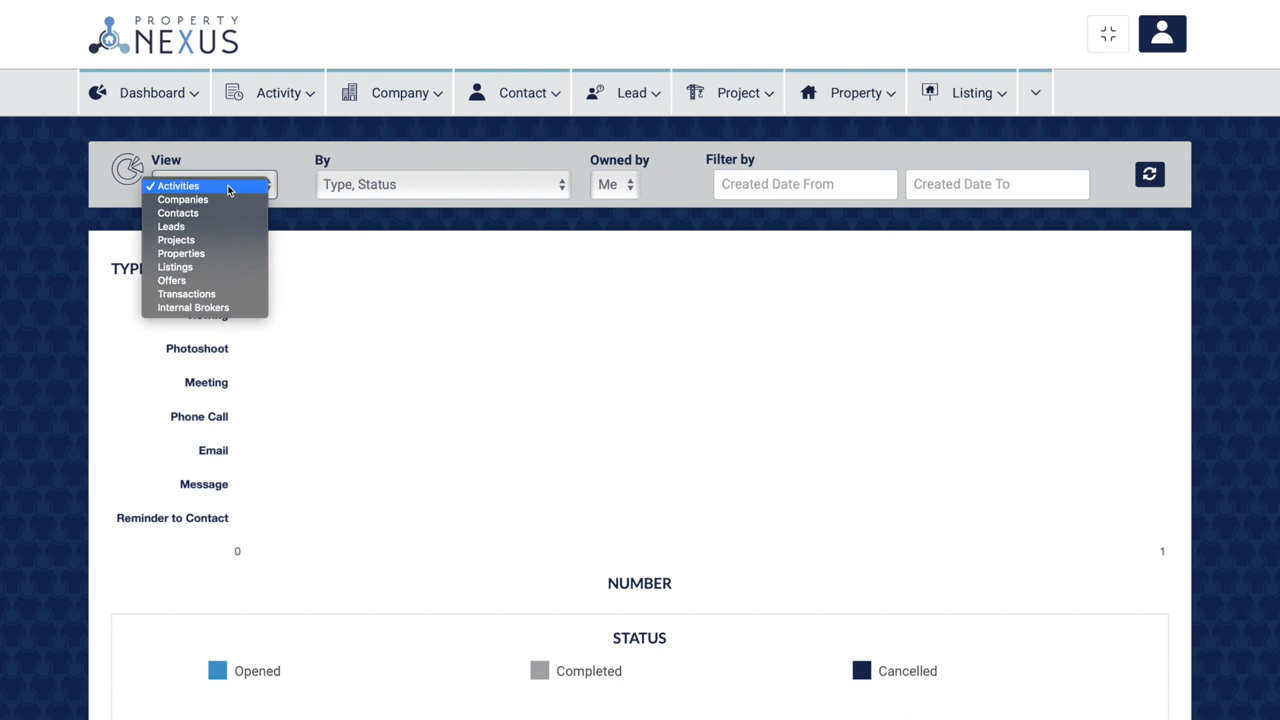 PROPERTY
NEXUS
Dashboard
Activity
Company
Contact
Lead
Project
Property
Listing
View
By
Owned by
Filter by
Type, Status
Me
Created Date From
Created Date To
✓ Activities
Companies
Contacts
Leads
Projects
Properties
Listings
Offers
Transactions
Internal Brokers
Photoshoot
Meeting
Phone Call
Email
Message
Reminder to Contact
0
1
NUMBER
STATUS
Opened
Completed
Cancelled